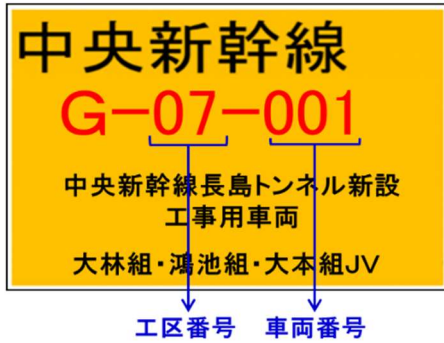 中央新幹線
G-07-001
中央新幹線長島トンネル新設
工事用車両
大林組・鴻池組・大本組JV
工区番号 車両番号